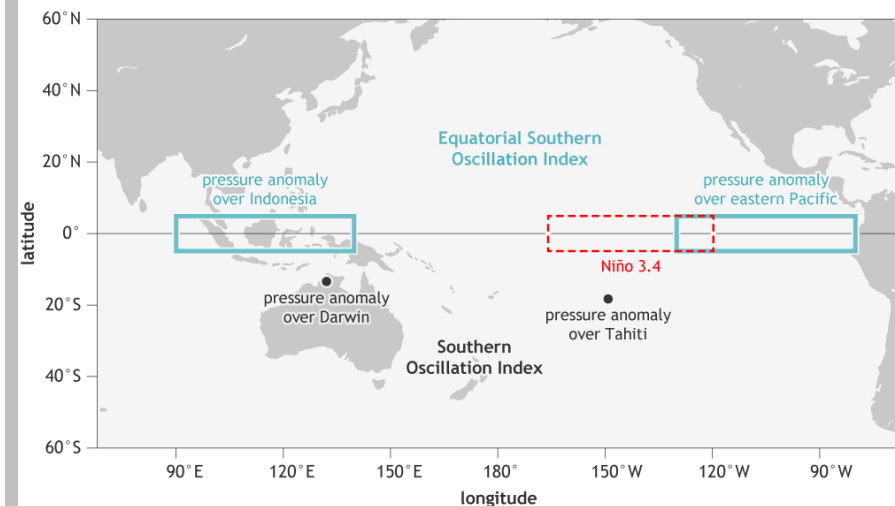 60°N
40°N
20°N
0°
20°S
40°S
60°S
latitude
Equatorial Southern
Oscillation Index
pressure anomaly
over Indonesia
pressure anomaly
over eastern Pacific
Niño 3.4
pressure anomaly
over Darwin
pressure anomaly
over Tahiti
Southern
Oscillation Index
90°E
120°E
150°E
180°
150°W
120°W
90°W
longitude